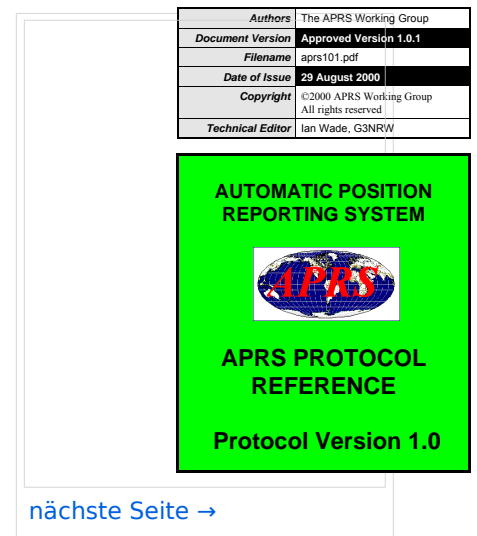 Authors The APRS Working Group
Document Version Approved Version 1.0.1
Filename aprs101.pdf
Date of Issue 29 August 2000
Copyright ©2000 APRS Working Group
All rights reserved
Technical Editor Ian Wade, G3NRW
AUTOMATIC POSITION
REPORTING SYSTEM
APRS
APRS PROTOCOL
REFERENCE
Protocol Version 1.0
nächste Seite →